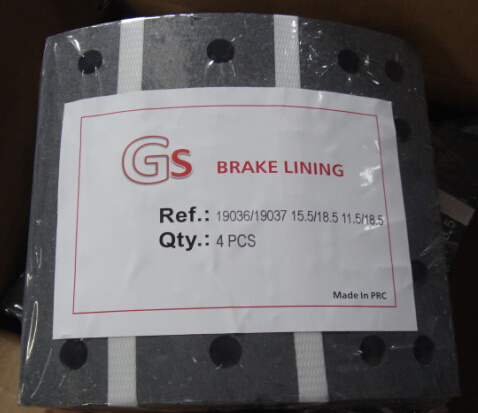 Gs BRAKE LINING
Ref.: 19036/19037 15.5/18.5 11.5/18.5
Qty.: 4 PCS
Made In PRC